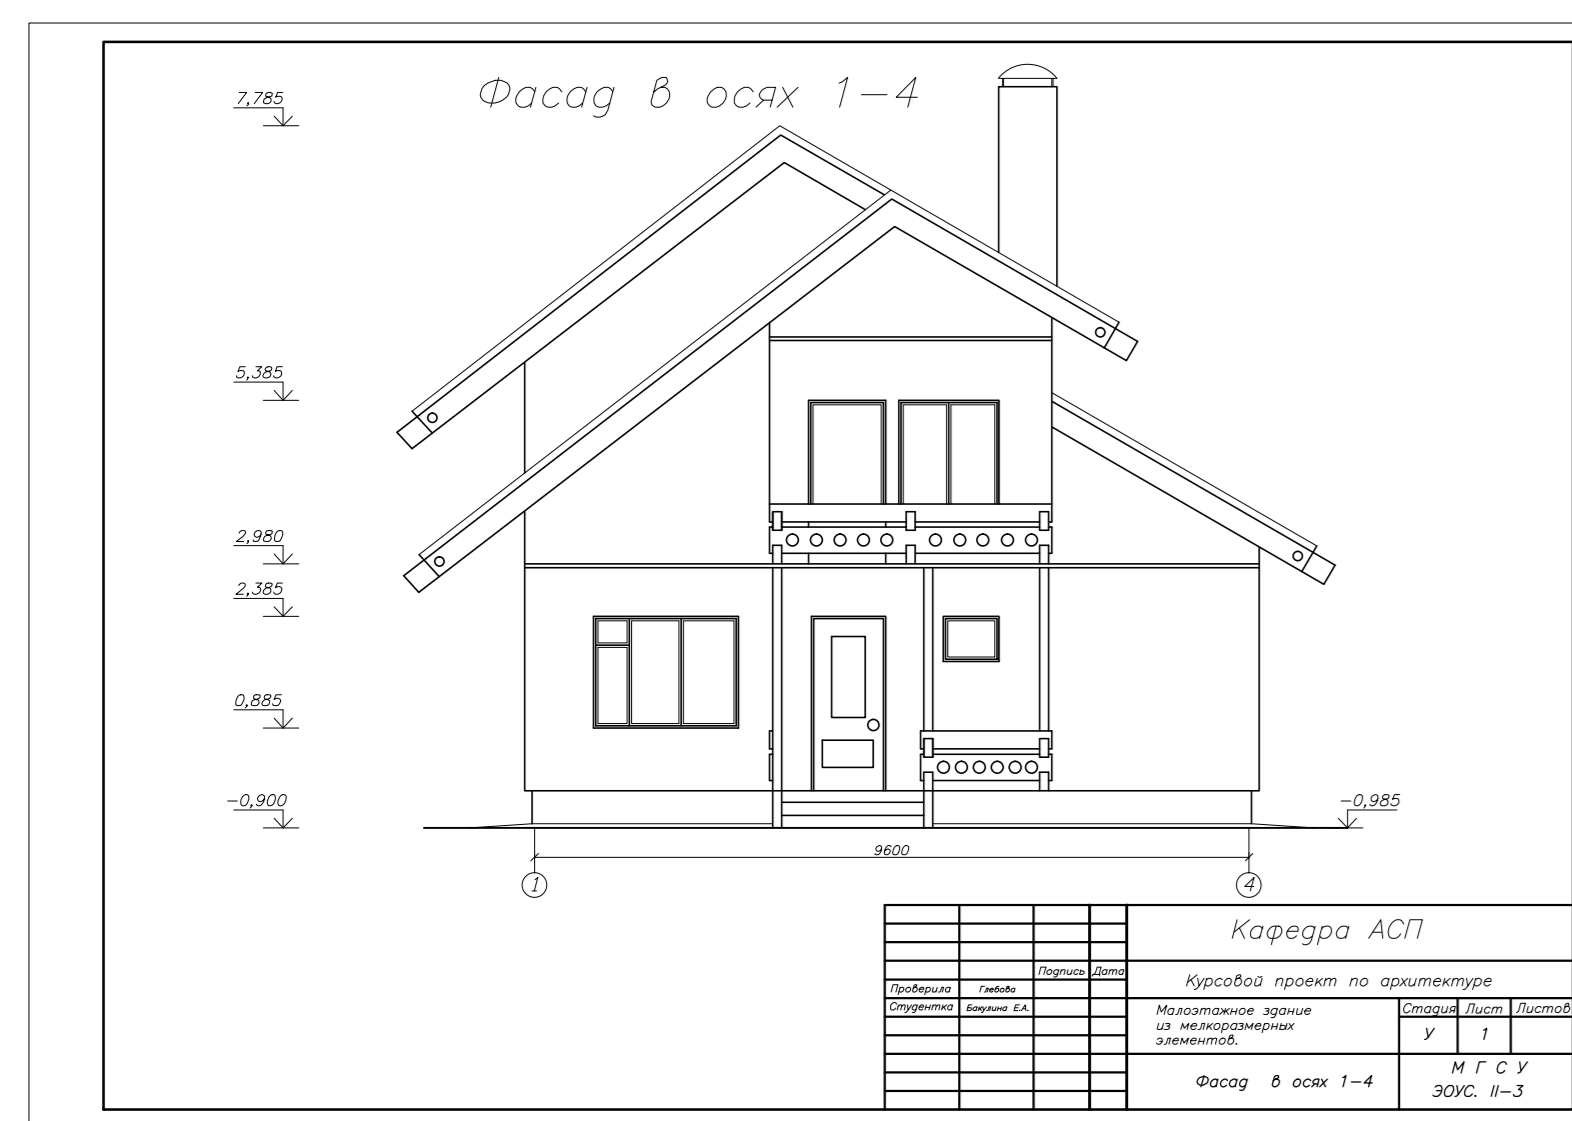 Фасад в осях 1-4
7,785
5,385
2,980
2,385
0,885
-0,900
-0,985
9600
1
4
Кафедра АСП
Подпись Дата
Курсовой проект по архитектуре
Проверила Глебова
Студентка Бакулина Е.А.
Малоэтажное здание
из мелкоразмерных
элементов.
Стадия Лист Листов
У 1
Фасад в осях 1-4
М Г С У
ЭОУС. II-3